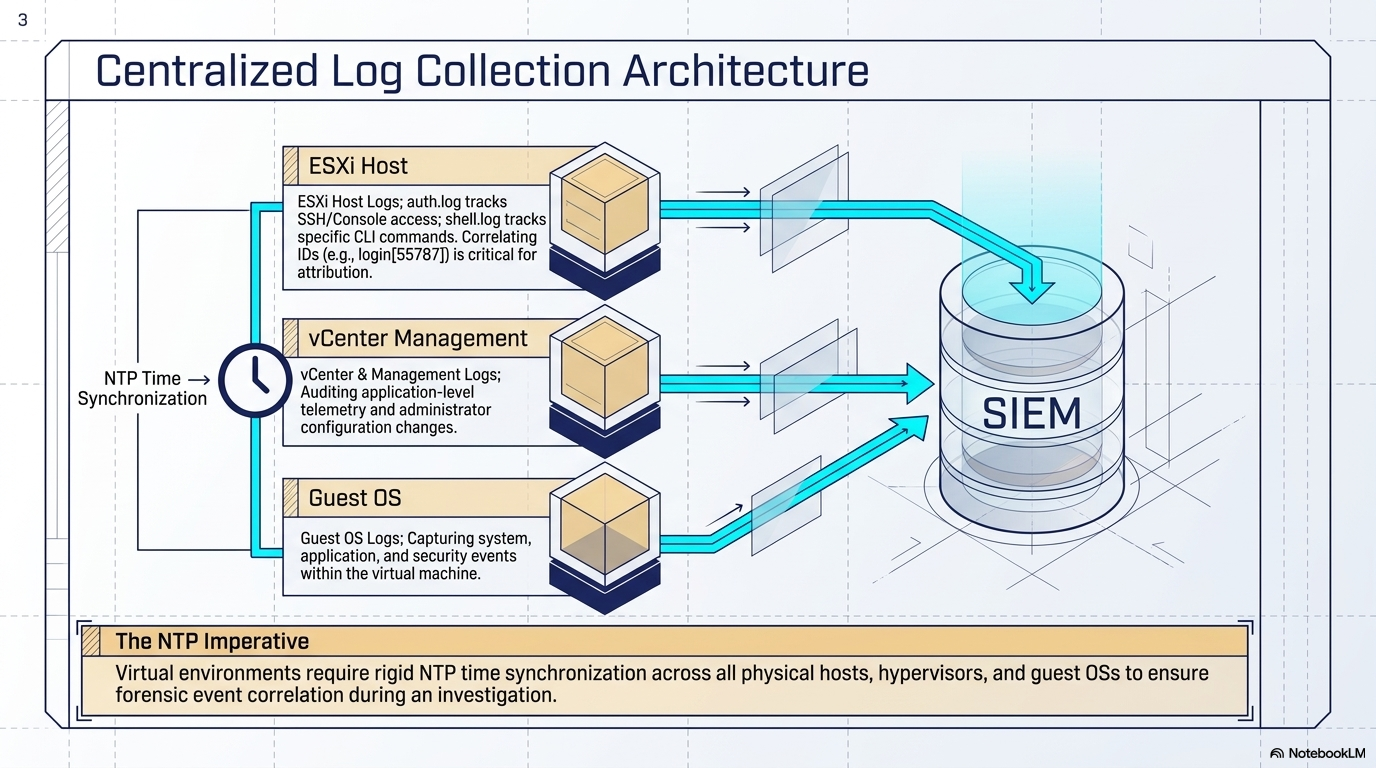 3
Centralized Log Collection Architecture
ESXi Host
ESXi Host Logs; auth.log tracks
SSH/Console access; shell.log tracks
specific CLI commands. Correlating
IDs (e.g., login[55787]) is critical for
attribution.
vCenter Management
vCenter & Management Logs;
Auditing application-level
telemetry and administrator
configuration changes.
NTP Time
Synchronization
Guest OS
Guest OS Logs; Capturing system,
application, and security events
within the virtual machine.
SIEM
The NTP Imperative
Virtual environments require rigid NTP time synchronization across all physical hosts, hypervisors, and guest OSs to ensure
forensic event correlation during an investigation.
NotebookLM